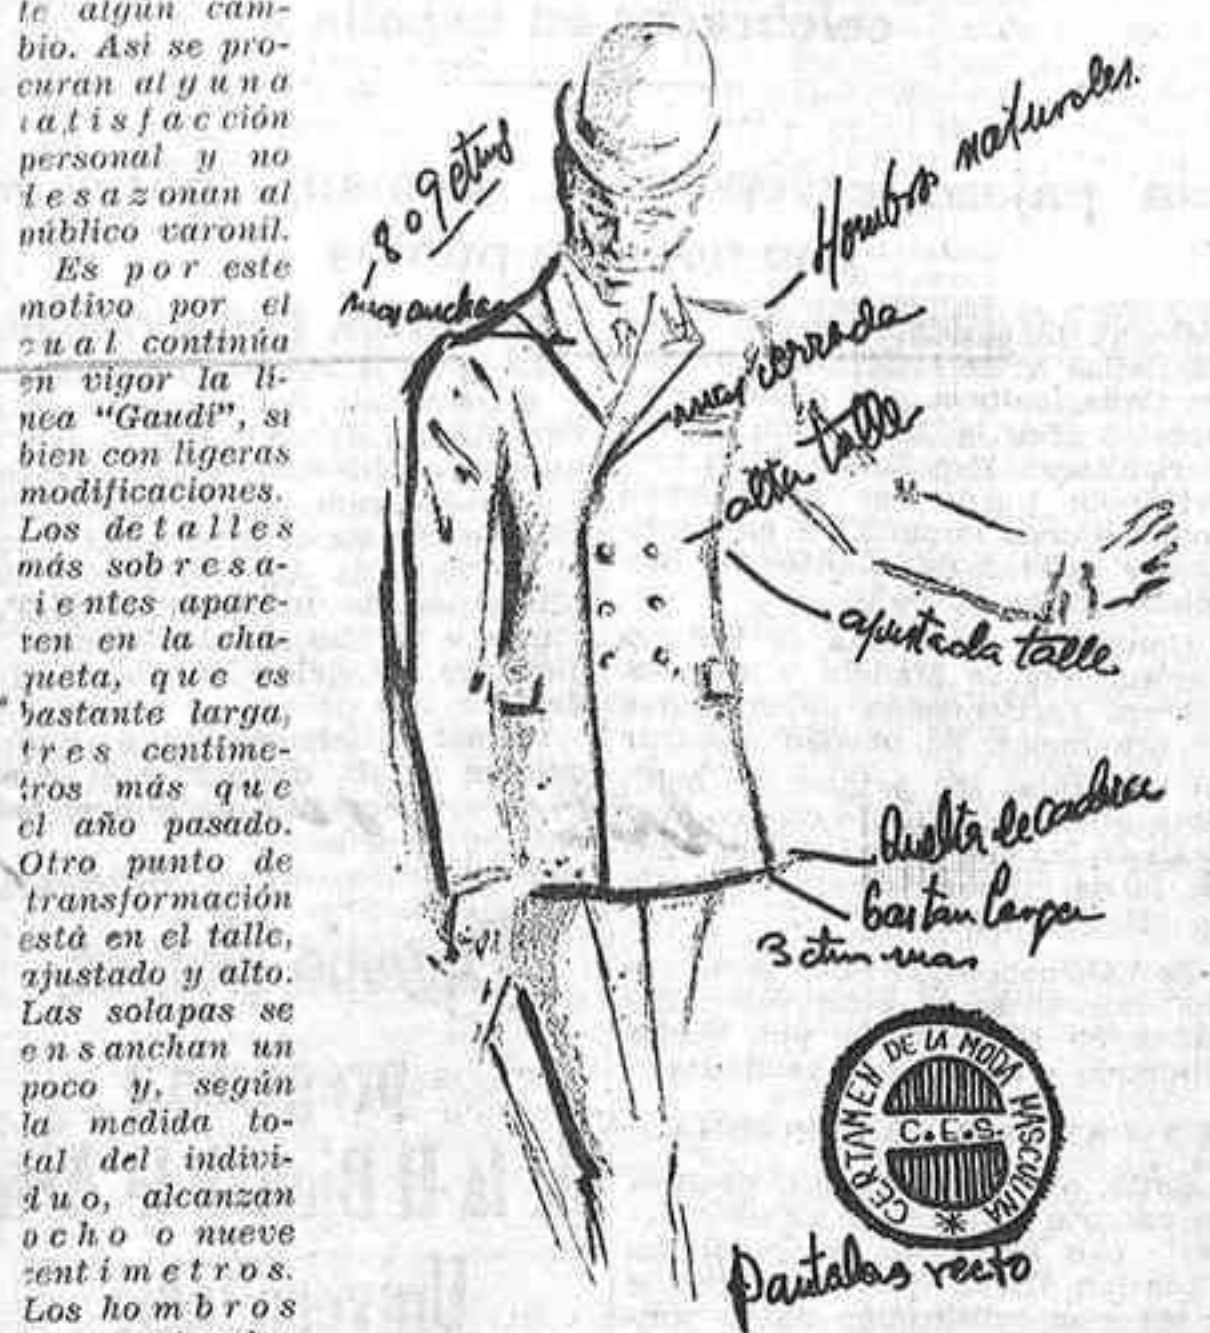 te algún cam-
bio. Así se pro-
curan alguna
satisfacción
personal y no
desazonan al
público varonil.
Es por este
motivo por el
cual continúa
en vigor la lí-
nea “Gaudí”, si
bien con ligeras
modificaciones.
Los detalles
más sobresa-
lientes apare-
cen en la cha-
queta, que es
bastante larga,
tres centíme-
tros más que
el año pasado.
Otro punto de
transformación
está en el talle,
ajustado y alto.
Las solapas se
ensanchan un
poco y, según
la medida to-
tal del indivi-
duo, alcanzan
ocho o nueve
centímetros.
Los hombros
8 o 9 ctms
mas anchas
Hombros naturales.
mas cerrada
alta talle
ajustada talle
Vuelta de cadera
bastan larga
3 ctm mas
CERTAMEN DE LA MODA MASCULINA
C.E.S.
Pantalos recto